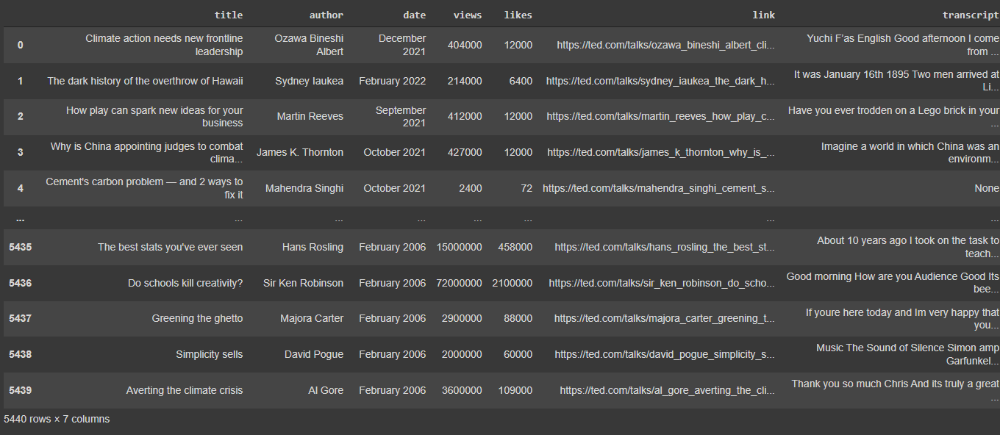 title author date views likes link transcript
0 Climate action needs new frontline leadership Ozawa Bineshi Albert December 2021 404000 12000 https://ted.com/talks/ozawa_bineshi_albert_cli... Yuchi F'as English Good afternoon I come from ...
1 The dark history of the overthrow of Hawaii Sydney Iaukea February 2022 214000 6400 https://ted.com/talks/sydney_iaukea_the_dark_h... It was January 16th 1895 Two men arrived at Li...
2 How play can spark new ideas for your business Martin Reeves September 2021 412000 12000 https://ted.com/talks/martin_reeves_how_play_c... Have you ever trodden on a Lego brick in your ...
3 Why is China appointing judges to combat clima... James K. Thornton October 2021 427000 12000 https://ted.com/talks/james_k_thornton_why_is_... Imagine a world in which China was an environm...
4 Cement's carbon problem — and 2 ways to fix it Mahendra Singhi October 2021 2400 72 https://ted.com/talks/mahendra_singhi_cement_s... None
... ... ... ... ... ... ... ...
5435 The best stats you've ever seen Hans Rosling February 2006 15000000 458000 https://ted.com/talks/hans_rosling_the_best_st... About 10 years ago I took on the task to teach...
5436 Do schools kill creativity? Sir Ken Robinson February 2006 72000000 2100000 https://ted.com/talks/sir_ken_robinson_do_scho... Good morning How are you Audience Good Its bee...
5437 Greening the ghetto Majora Carter February 2006 2900000 88000 https://ted.com/talks/majora_carter_greening_t... If youre here today and Im very happy that you...
5438 Simplicity sells David Pogue February 2006 2000000 60000 https://ted.com/talks/david_pogue_simplicity_s... Music The Sound of Silence Simon amp Garfunkel...
5439 Averting the climate crisis Al Gore February 2006 3600000 109000 https://ted.com/talks/al_gore_averting_the_cli... Thank you so much Chris And its truly a great ...
5440 rows × 7 columns